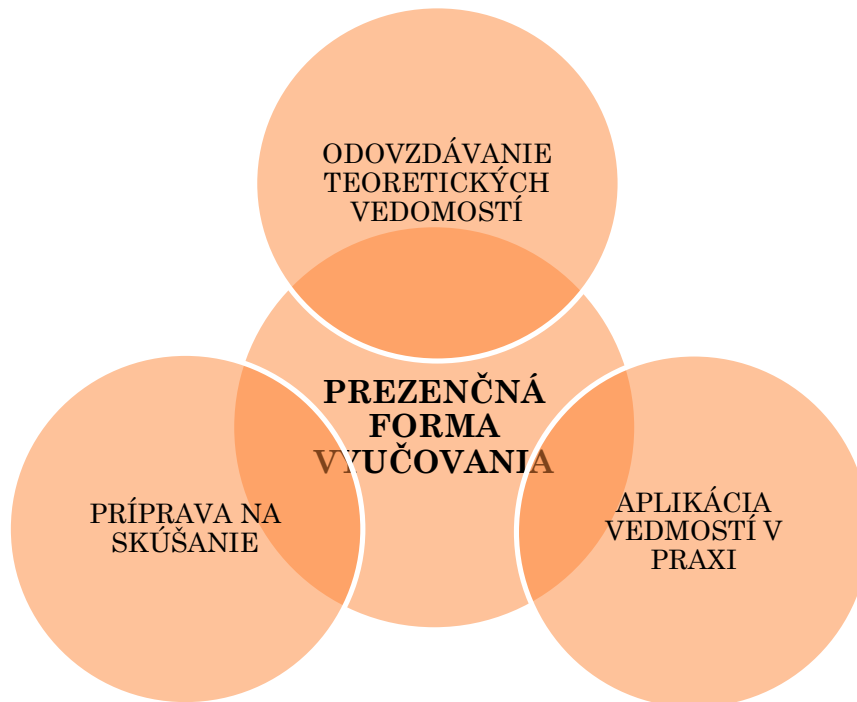 ODOVZDÁVANIE
TEORETICKÝCH
VEDOMOSTÍ
PREZENČNÁ
FORMA
VYUČOVANIA
PRÍPRAVA NA
SKÚŠANIE
APLIKÁCIA
VEDMOSTÍ V
PRAXI